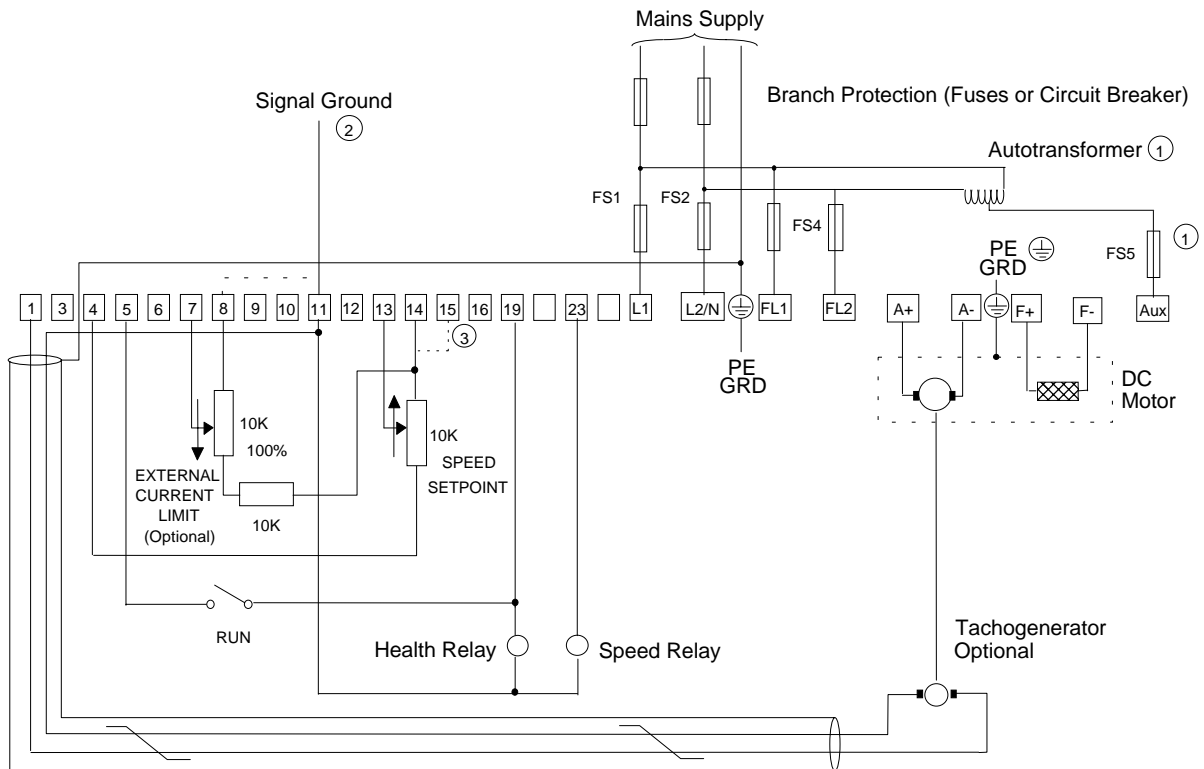 Mains Supply
Signal Ground
2
Branch Protection (Fuses or Circuit Breaker)
Autotransformer 1
FS1
FS2
FS4
FS5
1
PE
GRD
1 3 4 5 6 7 8 9 10 11 12 13 14 15 16 19 23 L1 L2/N FL1 FL2 A+ A- F+ F- Aux
3
PE
GRD
DC
Motor
10K
100%
10K
SPEED
SETPOINT
EXTERNAL
CURRENT
LIMIT
(Optional)
10K
RUN
Health Relay
Speed Relay
Tachogenerator
Optional